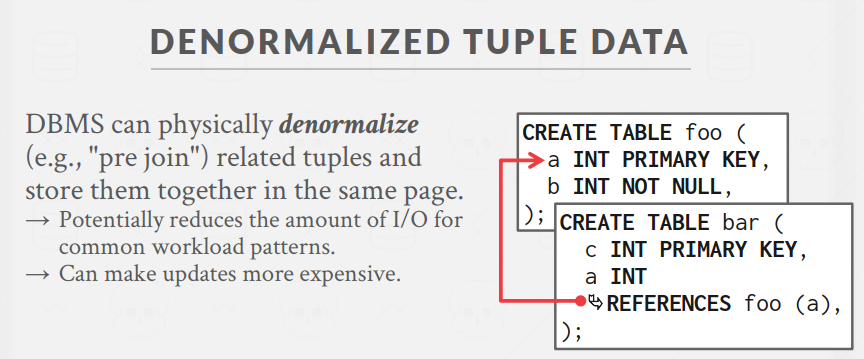 DENORMALIZED TUPLE DATA
DBMS can physically denormalize
(e.g., "pre join") related tuples and
store them together in the same page.
→ Potentially reduces the amount of I/O for
common workload patterns.
→ Can make updates more expensive.
CREATE TABLE foo (
a INT PRIMARY KEY,
b INT NOT NULL,
);
CREATE TABLE bar (
c INT PRIMARY KEY,
a INT
↳REFERENCES foo (a),
);